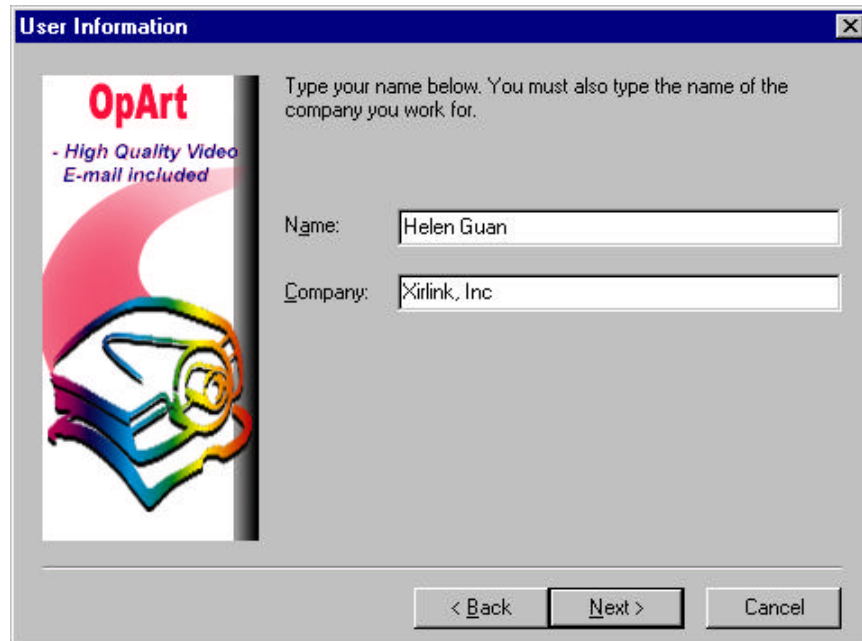 User Information
OpArt
- High Quality Video
E-mail included
Type your name below. You must also type the name of the
company you work for.
Name: Helen Guan
Company: Xirlink, Inc
< Back Next > Cancel